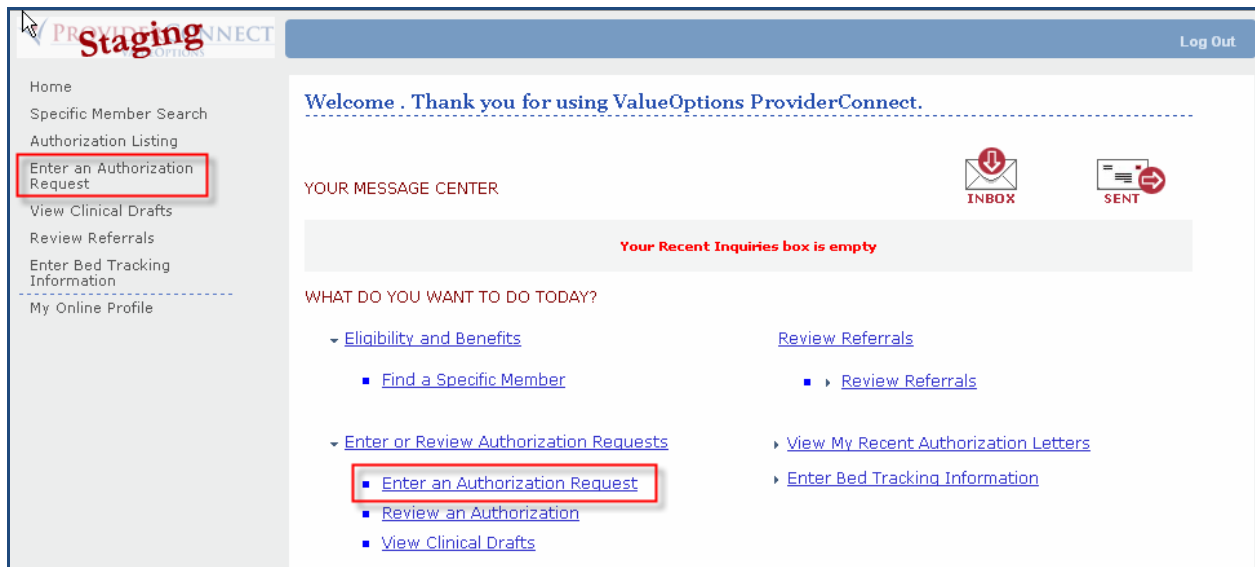 PROVIDERCONNECT
Staging
OPTIONS
Log Out
Home
Specific Member Search
Authorization Listing
Enter an Authorization
Request
View Clinical Drafts
Review Referrals
Enter Bed Tracking
Information
My Online Profile
Welcome . Thank you for using ValueOptions ProviderConnect.
YOUR MESSAGE CENTER
INBOX
SENT
Your Recent Inquiries box is empty
WHAT DO YOU WANT TO DO TODAY?
Eligibility and Benefits
Find a Specific Member
Enter or Review Authorization Requests
Enter an Authorization Request
Review an Authorization
View Clinical Drafts
Review Referrals
Review Referrals
View My Recent Authorization Letters
Enter Bed Tracking Information